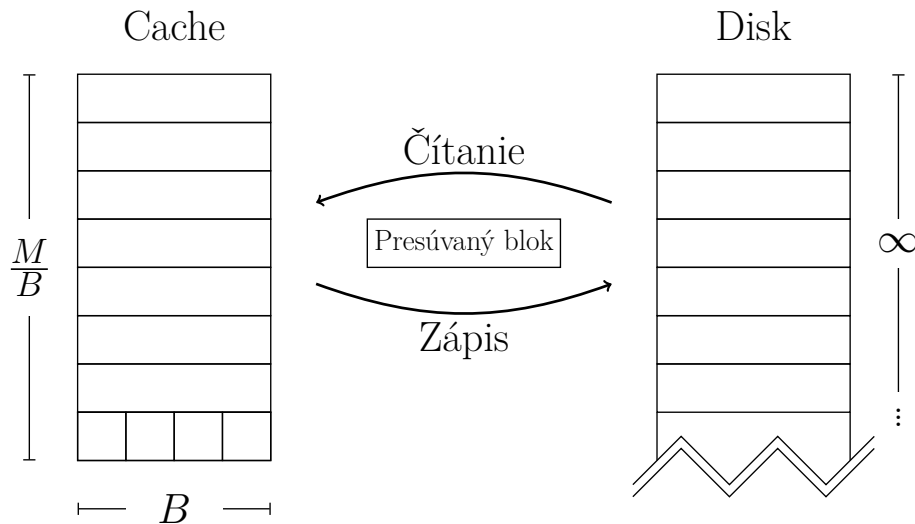 Cache
Disk
Čítanie
Presúvaný blok
Zápis
M
B
∞
⋮
B